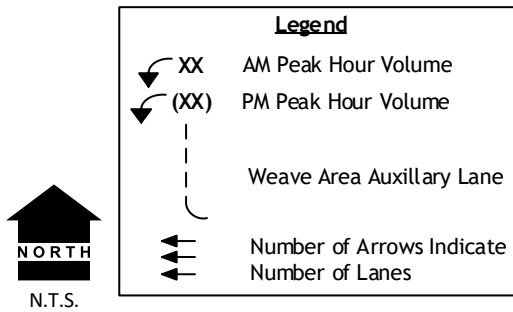 Legend
XX AM Peak Hour Volume
(XX) PM Peak Hour Volume
Weave Area Auxillary Lane
Number of Arrows Indicate
Number of Lanes
NORTH
N.T.S.